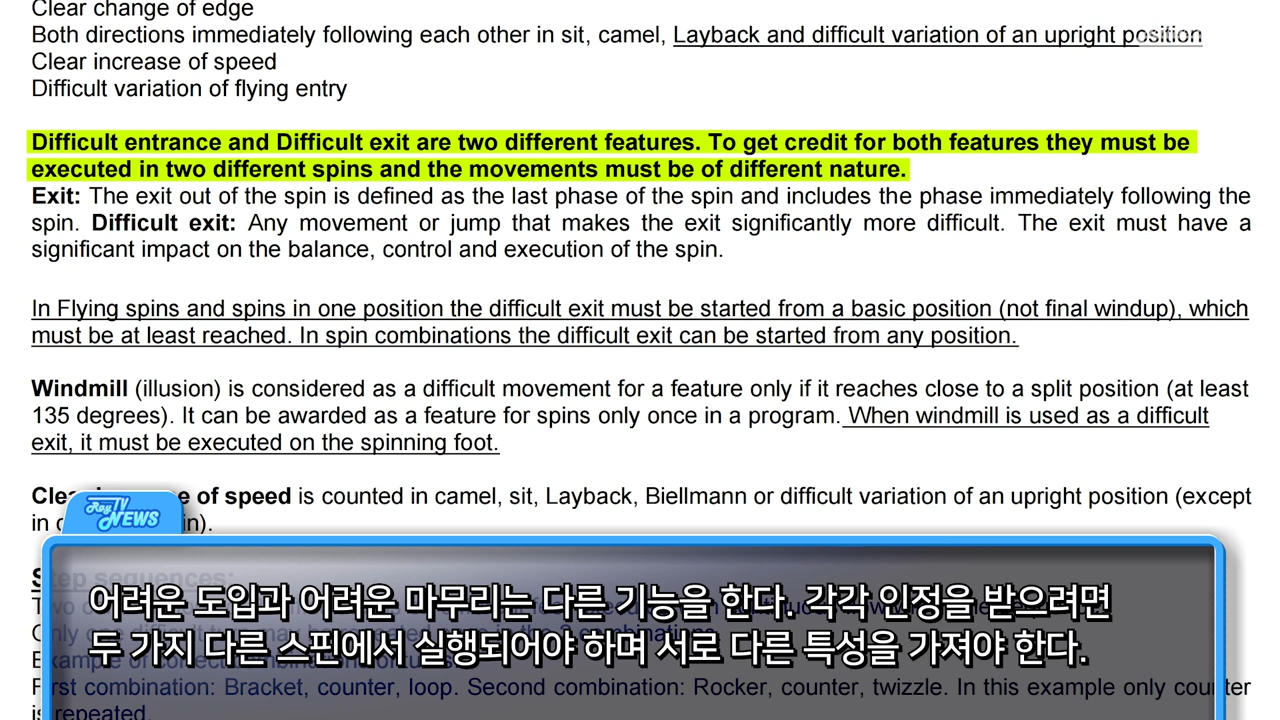 Clear change of edge
Both directions immediately following each other in sit, camel, Layback and difficult variation of an upright position
Clear increase of speed
Difficult variation of flying entry
Difficult entrance and Difficult exit are two different features. To get credit for both features they must be
executed in two different spins and the movements must be of different nature.
Exit: The exit out of the spin is defined as the last phase of the spin and includes the phase immediately following the
spin. Difficult exit: Any movement or jump that makes the exit significantly more difficult. The exit must have a
significant impact on the balance, control and execution of the spin.
In Flying spins and spins in one position the difficult exit must be started from a basic position (not final windup), which
must be at least reached. In spin combinations the difficult exit can be started from any position.
Windmill (illusion) is considered as a difficult movement for a feature only if it reaches close to a split position (at least
135 degrees). It can be awarded as a feature for spins only once in a program. When windmill is used as a difficult
exit, it must be executed on the spinning foot.
of speed is counted in camel, sit, Layback, Biellmann or difficult variation of an upright position (except
in
Roy TV
NEWS
Step sequences:
어려운 도입과 어려운 마무리는 다른 기능을 한다. 각각 인정을 받으려면
두 가지 다른 스핀에서 실행되어야 하며 서로 다른 특성을 가져야 한다.
First combination: Bracket, counter, loop. Second combination: Rocker, counter, twizzle. In this example only counter
is repeated.